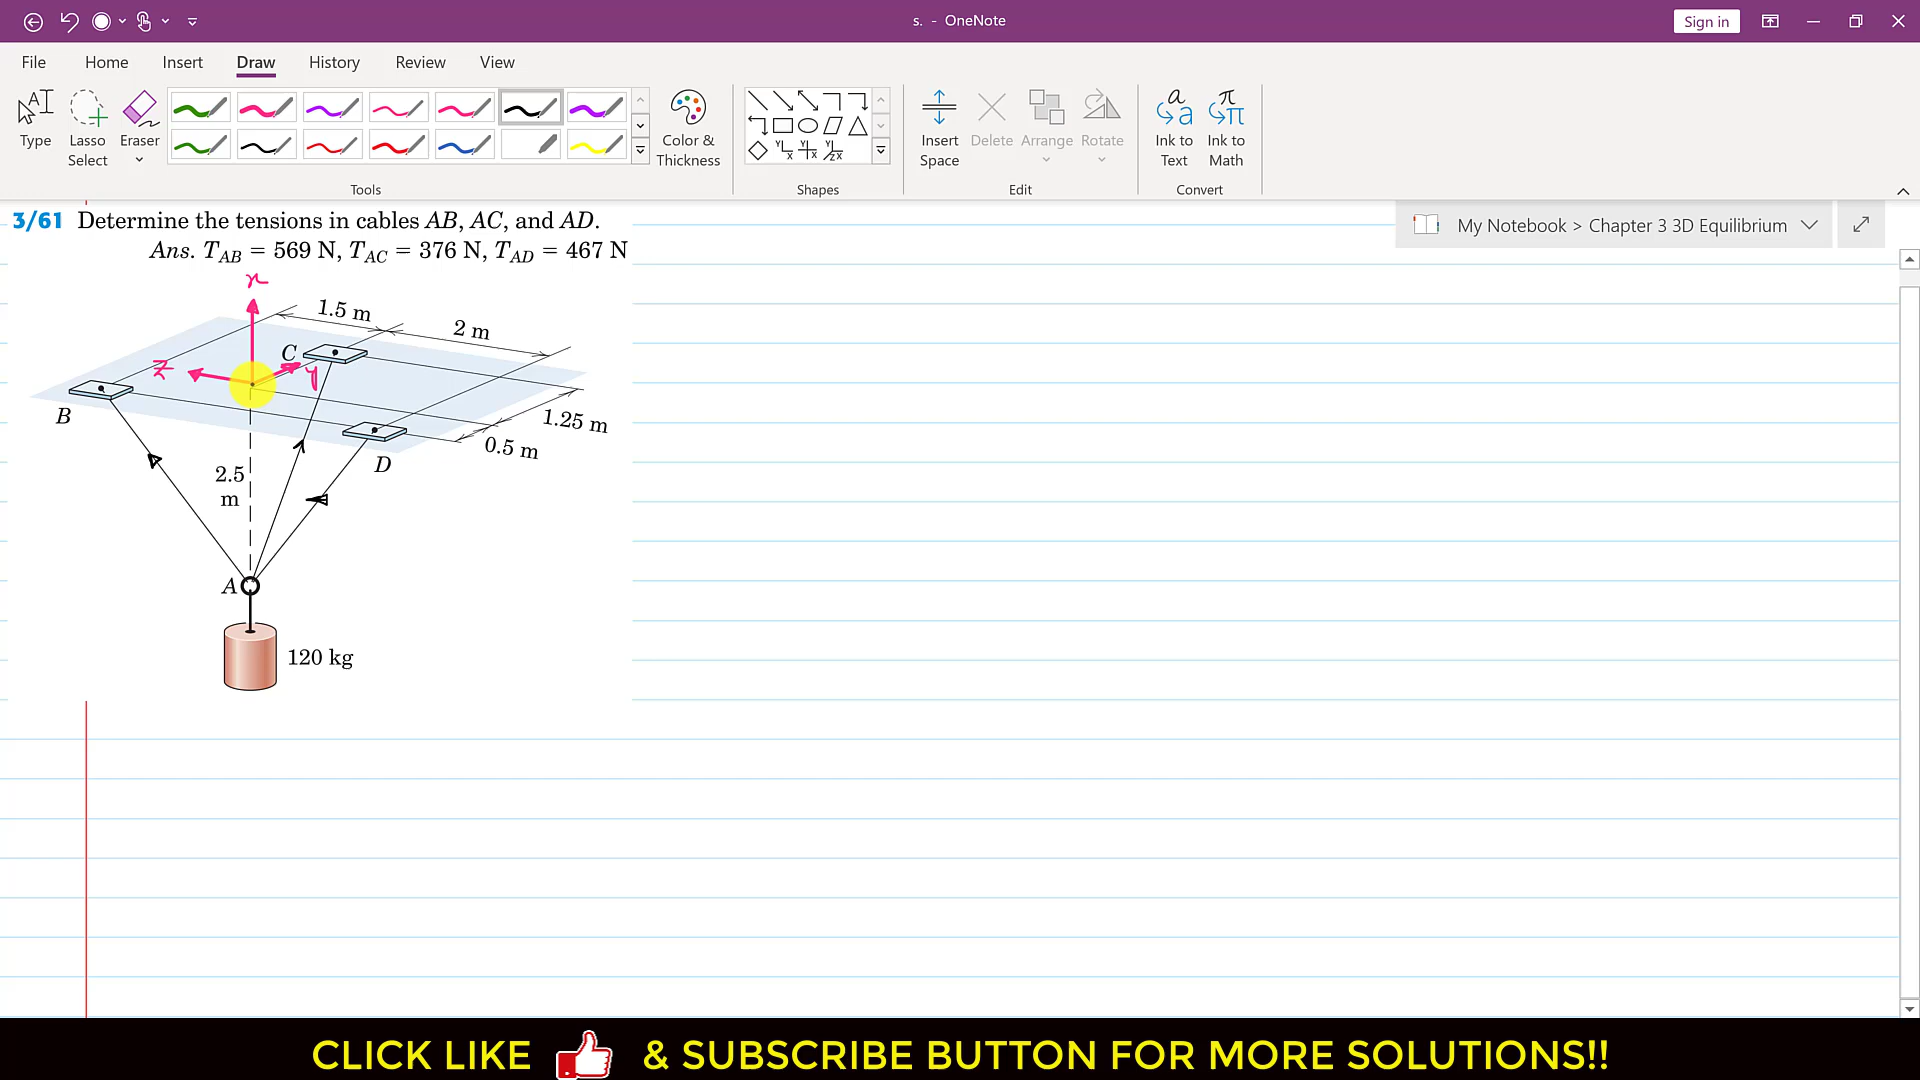 s. - OneNote
Sign in
File Home Insert Draw History Review View
Type
Lasso Select
Eraser
Color & Thickness
Insert Space
Delete
Arrange
Rotate
Ink to Text
Ink to Math
Tools
Shapes
Edit
Convert
My Notebook > Chapter 3 3D Equilibrium
3/61 Determine the tensions in cables AB, AC, and AD.
Ans. T_AB = 569 N, T_AC = 376 N, T_AD = 467 N
x
1.5 m
2 m
C
z
y
B
1.25 m
0.5 m
D
2.5
m
A
120 kg
CLICK LIKE & SUBSCRIBE BUTTON FOR MORE SOLUTIONS!!